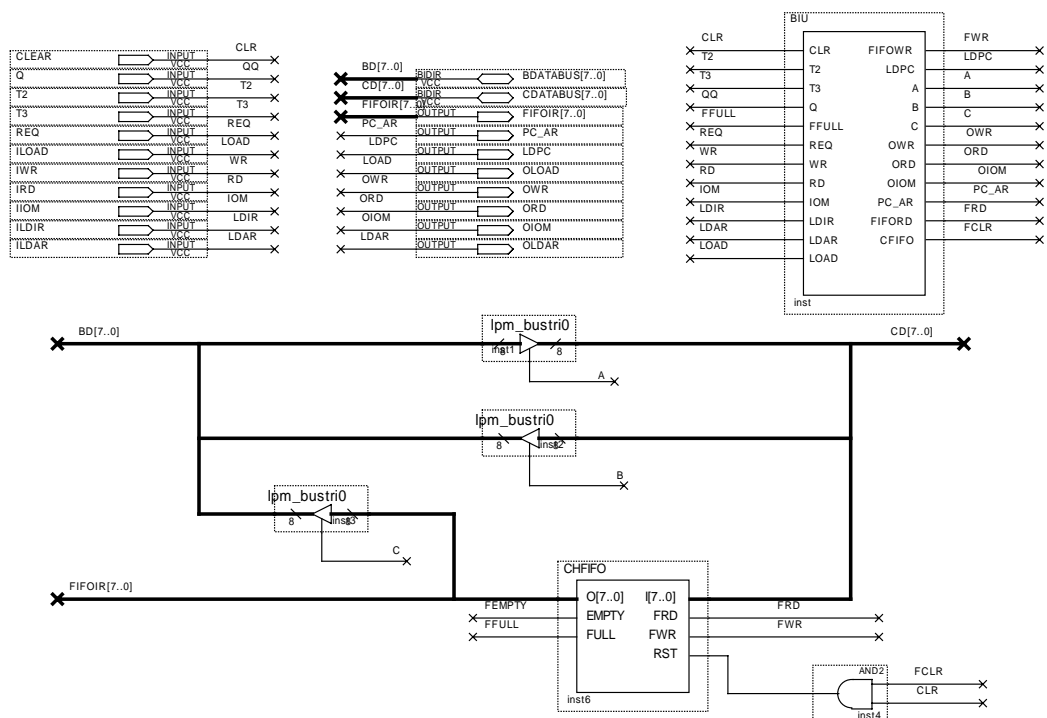 CLEAR INPUT VCC CLR
Q INPUT VCC QQ
T2 INPUT VCC T2
T3 INPUT VCC T3
REQ INPUT VCC REQ
ILOAD INPUT VCC LOAD
IWR INPUT VCC WR
IRD INPUT VCC RD
IIOM INPUT VCC IOM
ILDIR INPUT VCC LDIR
ILDAR INPUT VCC LDAR
BD[7..0] BIDIR VCC BDATABUS[7..0]
CD[7..0] BIDIR VCC CDATABUS[7..0]
FIFOIR[7..0] OUTPUT FIFOIR[7..0]
PC_AR OUTPUT PC_AR
LDPC OUTPUT LDPC
LOAD OUTPUT OLOAD
OWR OUTPUT OWR
ORD OUTPUT ORD
OIOM OUTPUT OIOM
LDAR OUTPUT OLDAR
BIU
CLR CLR FIFOWR FWR
T2 T2 LDPC LDPC
T3 T3 A A
QQ Q B B
FFULL FFULL C C
REQ REQ OWR OWR
WR WR ORD ORD
RD RD OIOM OIOM
IOM IOM PC_AR PC_AR
LDIR LDIR FIFORD FRD
LDAR LDAR CFIFO FCLR
LOAD LOAD
inst
lpm_bustri0
BD[7..0] CD[7..0]
8 inst1 8
A
lpm_bustri0
8 inst2 8
B
lpm_bustri0
8 inst3 8
C
CHFIFO
FIFOIR[7..0] O[7..0] I[7..0]
FEMPTY EMPTY FRD FRD
FFULL FULL FWR FWR
RST
inst6
AND2
FCLR
CLR
inst4